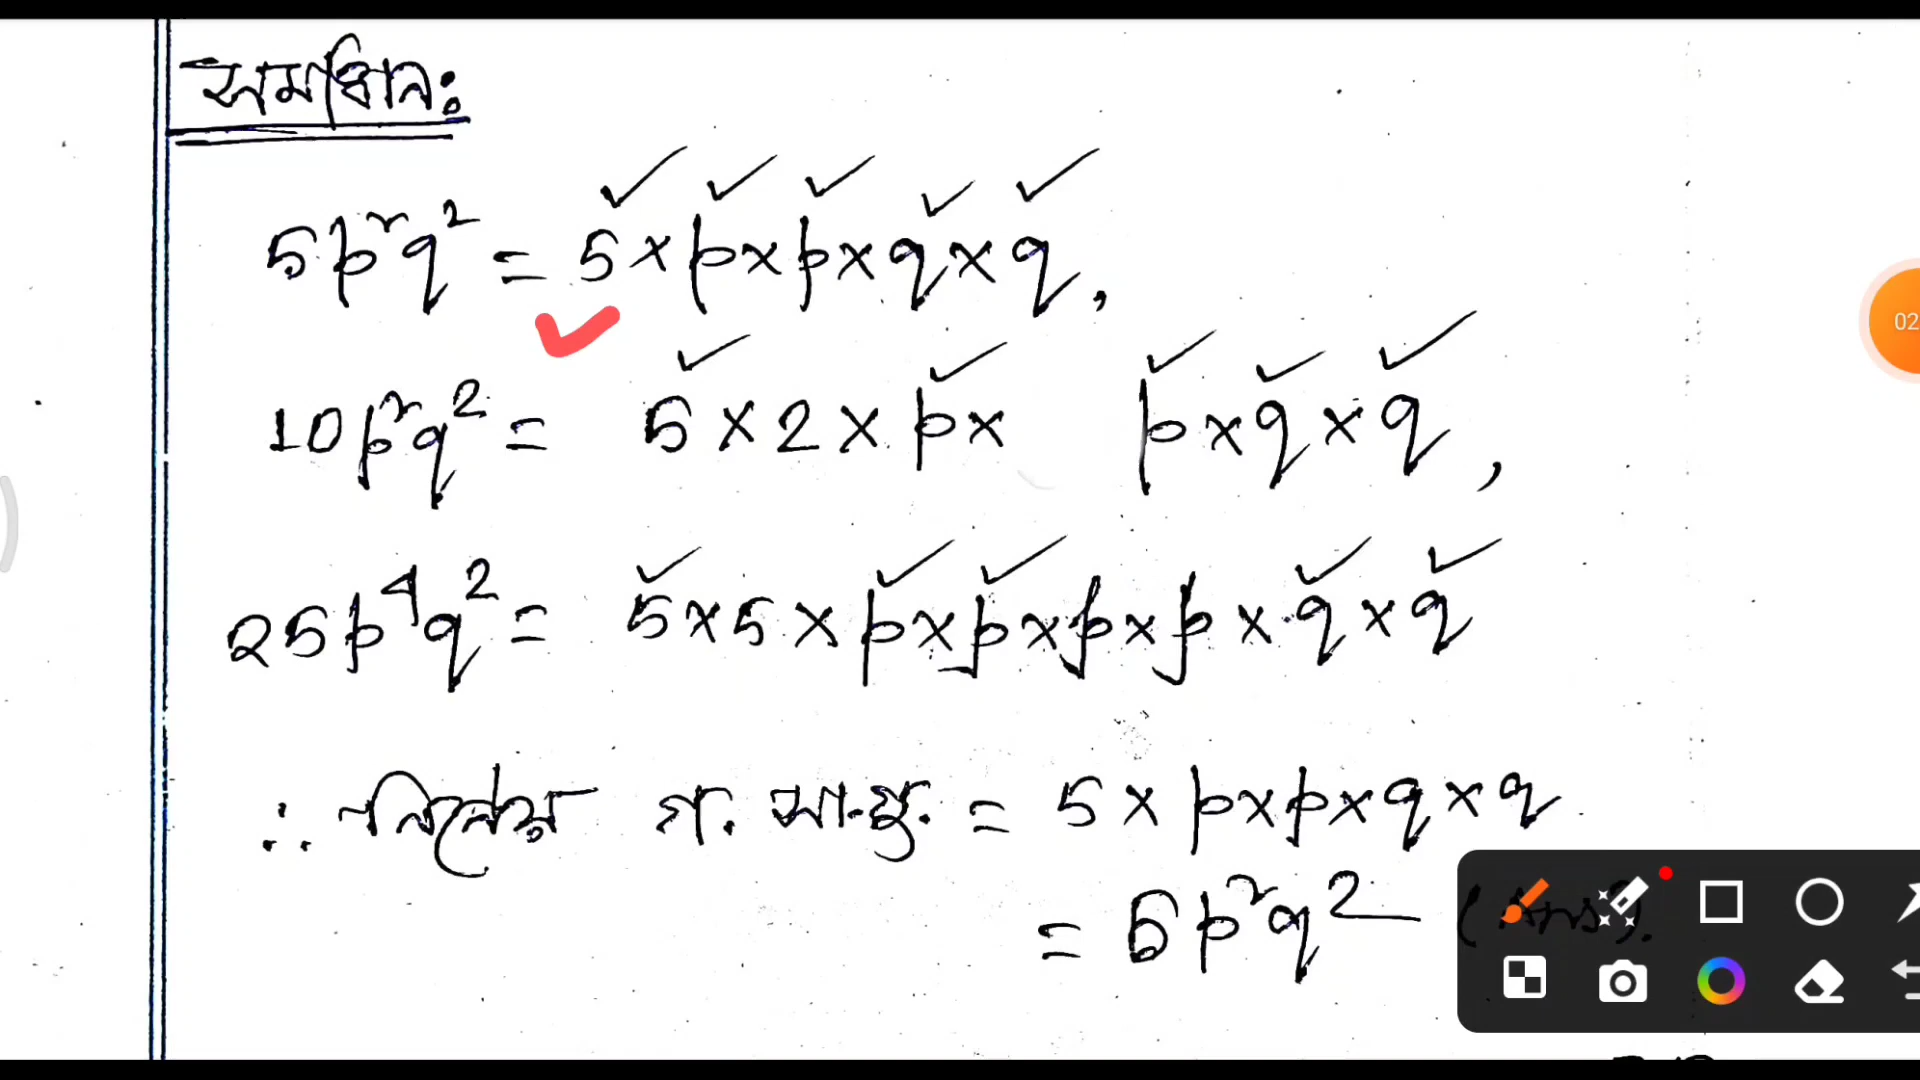 সমাধান:
5p²q² = 5×p×p×q×q,
10p²q² = 5×2×p× p×q×q,
25p⁴q² = 5×5×p×p×p×p×q×q
∴ নির্ণেয় গ. সা.গু. = 5×p×p×q×q
= 5p²q² (Ans).
02